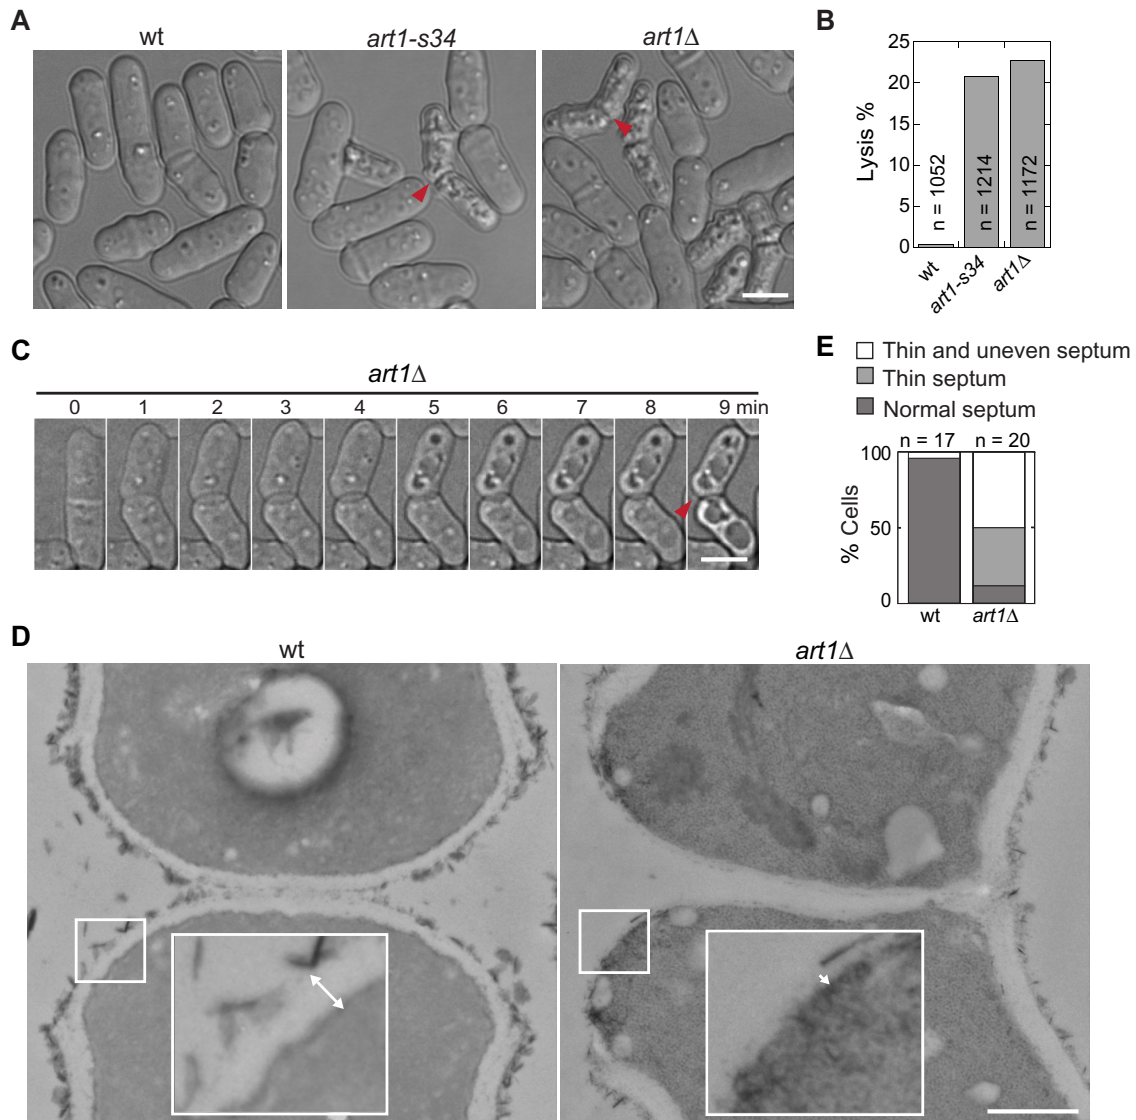 A
wt
art1-s34
art1Δ
B
Lysis %
25
20
15
10
5
0
n = 1052
n = 1214
n = 1172
wt
art1-s34
art1Δ
C
art1Δ
0 1 2 3 4 5 6 7 8 9 min
E
Thin and uneven septum
Thin septum
Normal septum
n = 17 n = 20
% Cells
100
50
0
wt art1Δ
D
wt
art1Δ